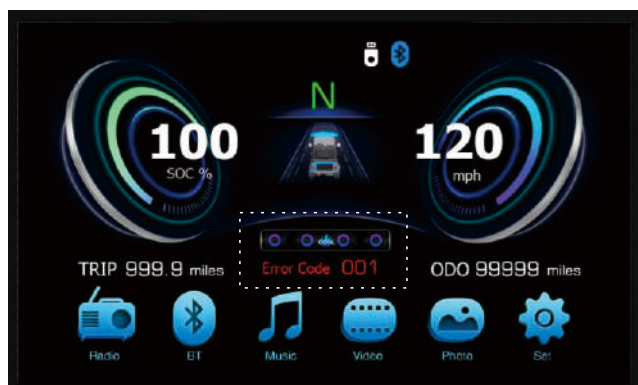 N
100
SOC %
120
mph
TRIP 999.9 miles
Error Code 001
ODO 99999 miles
Radio
BT
Music
Video
Photo
Set